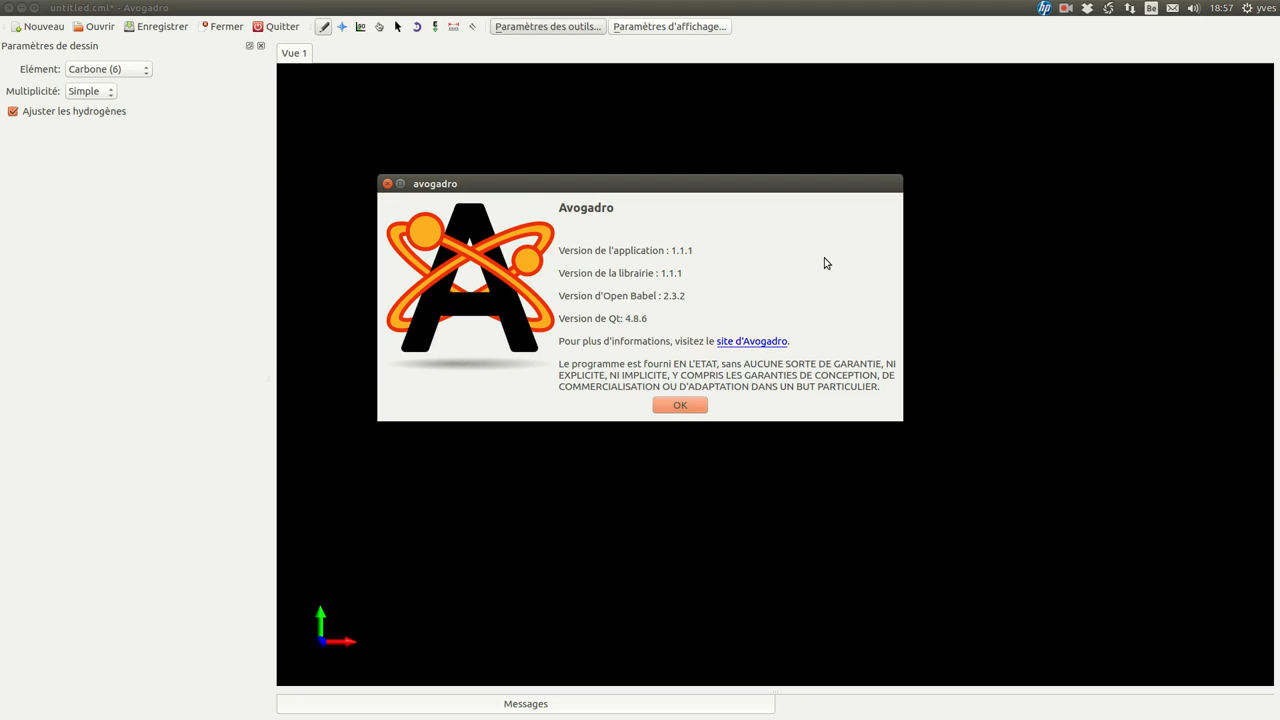 untitled.cml* - Avogadro
Be 18:57 yves
Nouveau Ouvrir Enregistrer Fermer Quitter Paramètres des outils... Paramètres d'affichage...
Paramètres de dessin
Vue 1
Elément: Carbone (6)
Multiplicité: Simple
Ajuster les hydrogènes
avogadro
Avogadro
Version de l'application : 1.1.1
Version de la librairie : 1.1.1
Version d'Open Babel : 2.3.2
Version de Qt: 4.8.6
Pour plus d'informations, visitez le site d'Avogadro.
Le programme est fourni EN L'ETAT, sans AUCUNE SORTE DE GARANTIE, NI
EXPLICITE, NI IMPLICITE, Y COMPRIS LES GARANTIES DE CONCEPTION, DE
COMMERCIALISATION OU D'ADAPTATION DANS UN BUT PARTICULIER.
OK
Messages